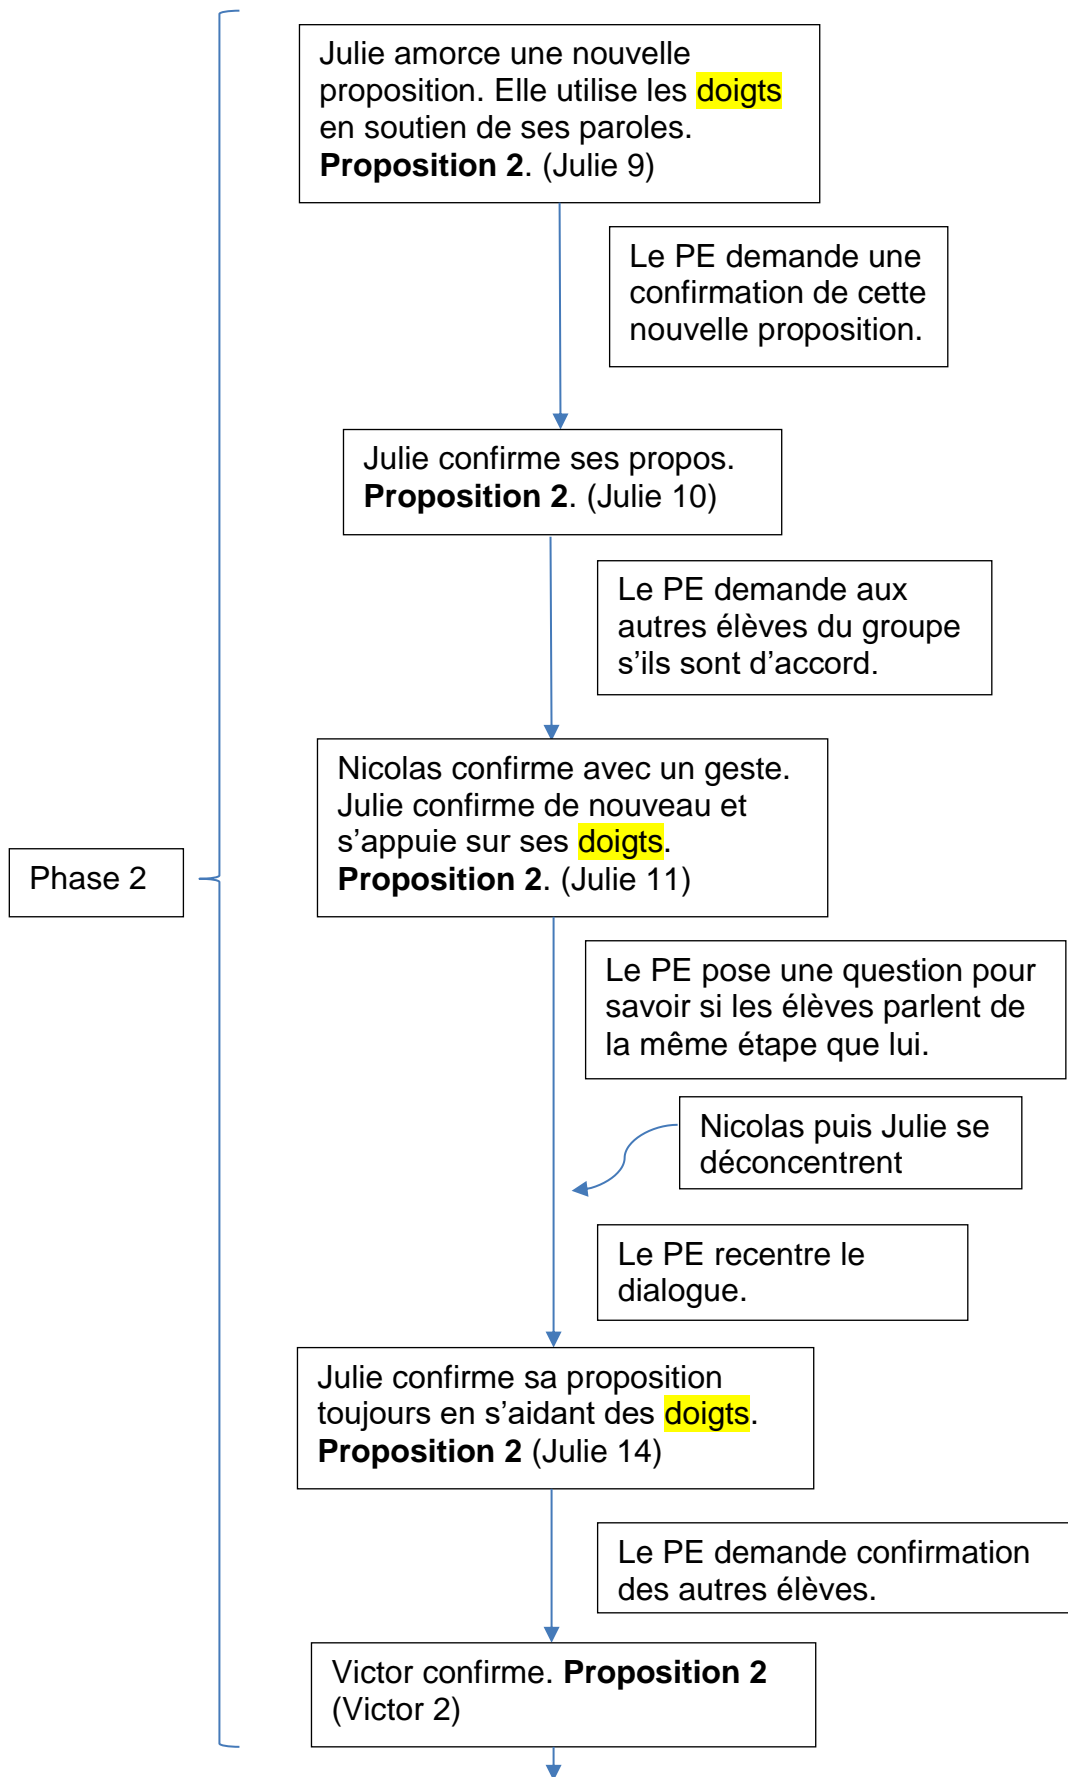 Julie amorce une nouvelle
proposition. Elle utilise les doigts
en soutien de ses paroles.
Proposition 2. (Julie 9)
Le PE demande une
confirmation de cette
nouvelle proposition.
Julie confirme ses propos.
Proposition 2. (Julie 10)
Le PE demande aux
autres élèves du groupe
s’ils sont d’accord.
Nicolas confirme avec un geste.
Julie confirme de nouveau et
s’appuie sur ses doigts.
Proposition 2. (Julie 11)
Phase 2
Le PE pose une question pour
savoir si les élèves parlent de
la même étape que lui.
Nicolas puis Julie se
déconcentrent
Le PE recentre le
dialogue.
Julie confirme sa proposition
toujours en s’aidant des doigts.
Proposition 2 (Julie 14)
Le PE demande confirmation
des autres élèves.
Victor confirme. Proposition 2
(Victor 2)